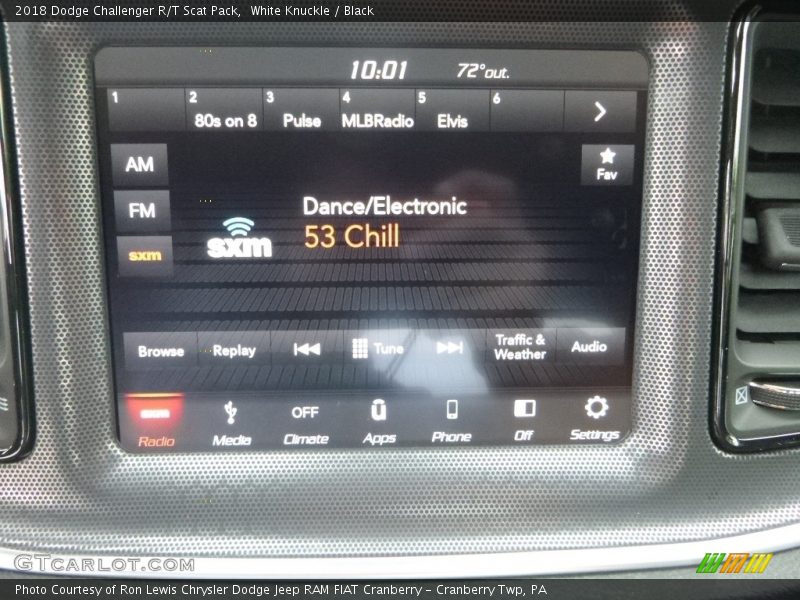 2018 Dodge Challenger R/T Scat Pack, White Knuckle / Black
10:01 72°out.
1 2 3 4 5 6
80s on 8 Pulse MLBRadio Elvis
AM
Fav
FM
Dance/Electronic
sxm
sxm
53 Chill
Browse Replay Tune Traffic & Weather Audio
sxm OFF
Radio Media Climate Apps Phone Off Settings
GTCARLOT.COM
Photo Courtesy of Ron Lewis Chrysler Dodge Jeep RAM FIAT Cranberry – Cranberry Twp, PA